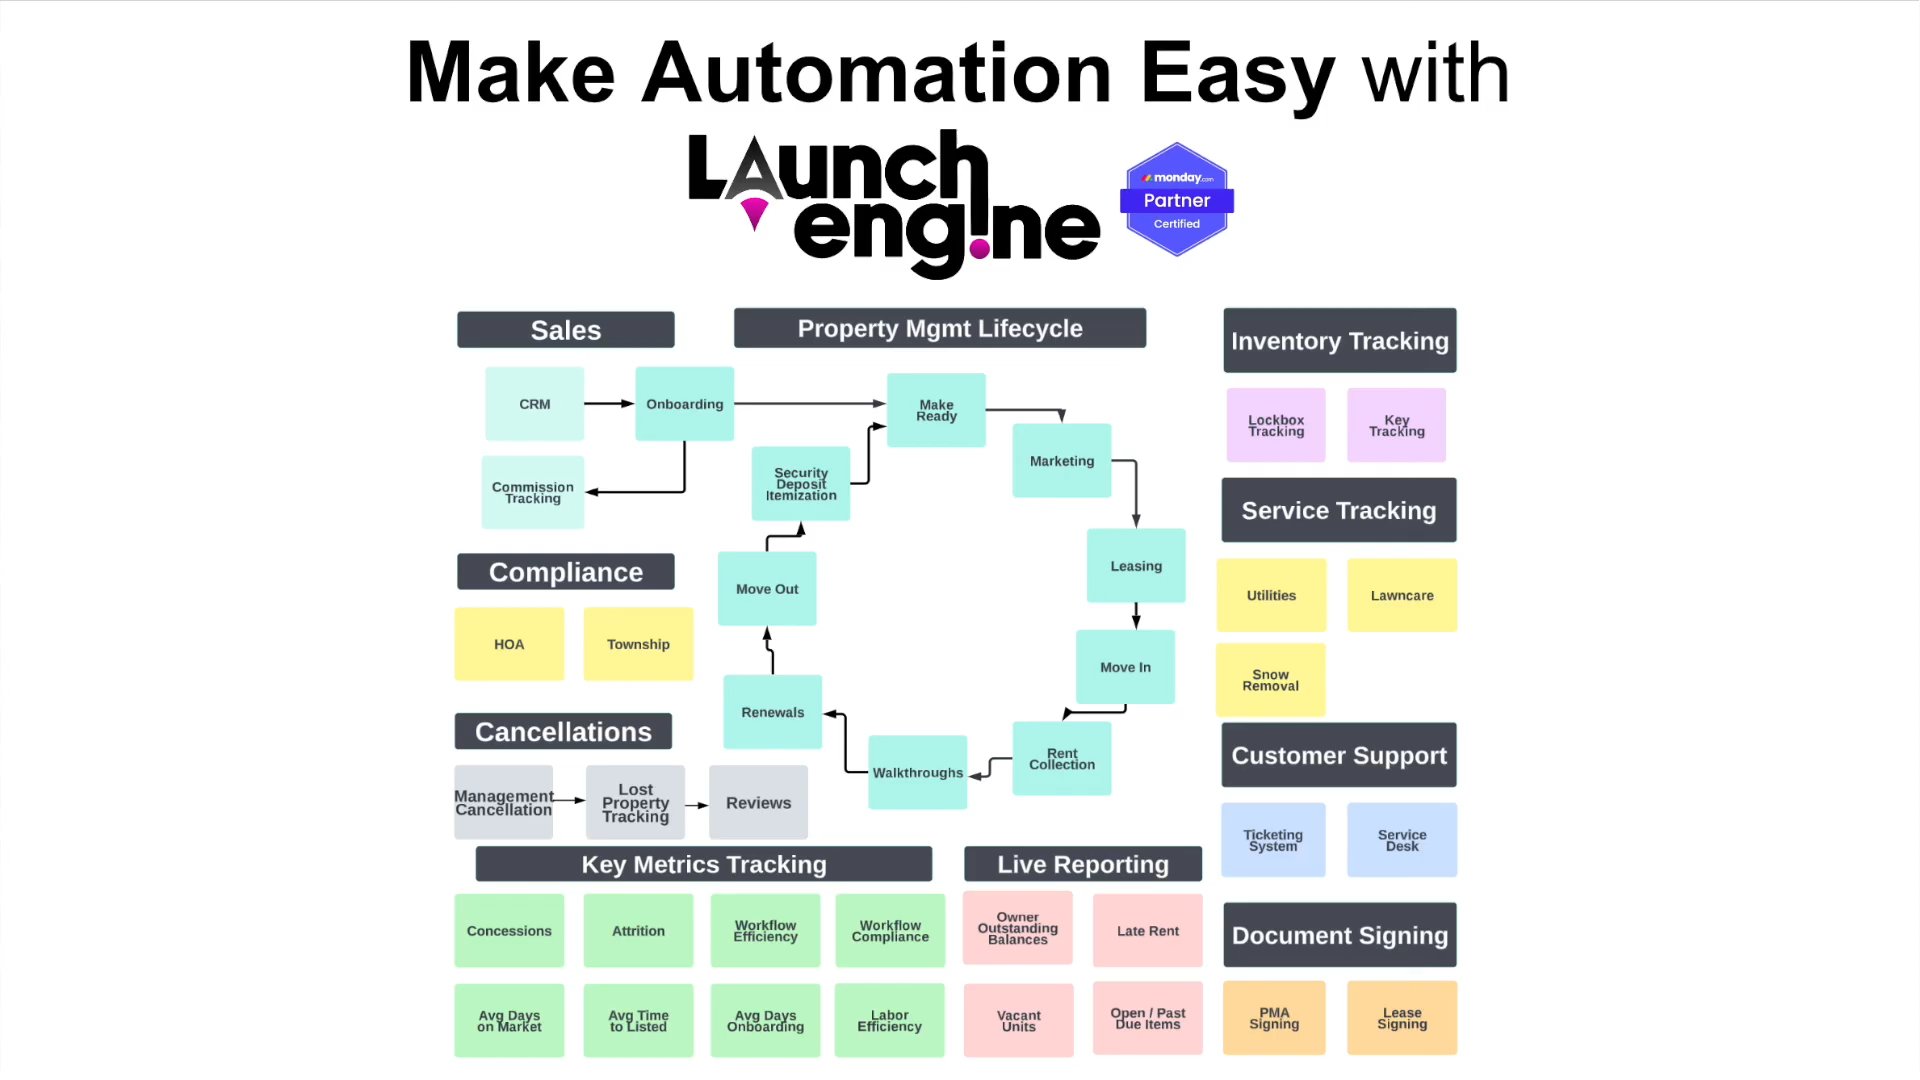 Make Automation Easy with
Launch
engine
monday.com
Partner
Certified
Sales
CRM
Onboarding
Commission
Tracking
Compliance
HOA
Township
Cancellations
Management
Cancellation
Lost
Property
Tracking
Reviews
Property Mgmt Lifecycle
Make
Ready
Marketing
Leasing
Move In
Rent
Collection
Walkthroughs
Renewals
Move Out
Security
Deposit
Itemization
Inventory Tracking
Lockbox
Tracking
Key
Tracking
Service Tracking
Utilities
Lawncare
Snow
Removal
Customer Support
Ticketing
System
Service
Desk
Document Signing
PMA
Signing
Lease
Signing
Key Metrics Tracking
Concessions
Attrition
Workflow
Efficiency
Workflow
Compliance
Avg Days
on Market
Avg Time
to Listed
Avg Days
Onboarding
Labor
Efficiency
Live Reporting
Owner
Outstanding
Balances
Late Rent
Vacant
Units
Open / Past
Due Items